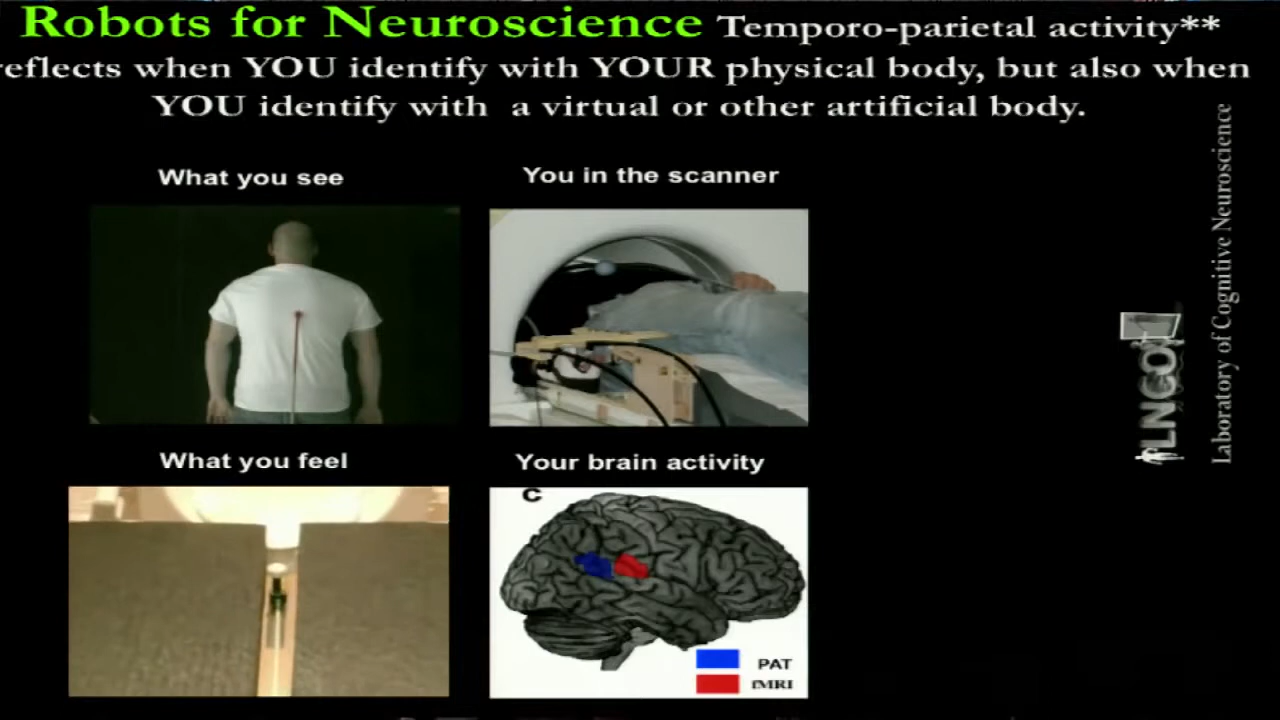 Robots for Neuroscience Temporo-parietal activity**
reflects when YOU identify with YOUR physical body, but also when
YOU identify with a virtual or other artificial body.
What you see
You in the scanner
What you feel
Your brain activity
C
PAT
fMRI
LNCO
Laboratory of Cognitive Neuroscience